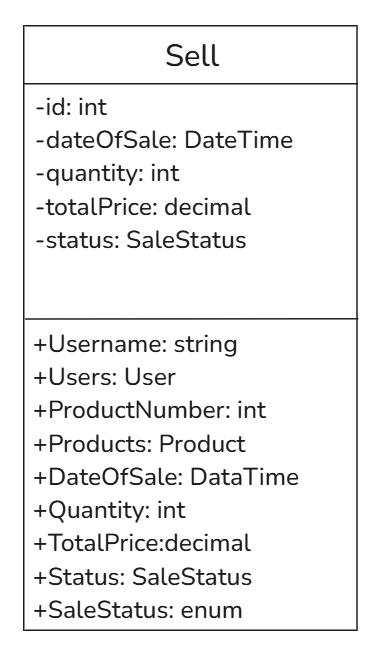 Sell
-id: int
-dateOfSale: DateTime
-quantity: int
-totalPrice: decimal
-status: SaleStatus
+Username: string
+Users: User
+ProductNumber: int
+Products: Product
+DateOfSale: DataTime
+Quantity: int
+TotalPrice:decimal
+Status: SaleStatus
+SaleStatus: enum